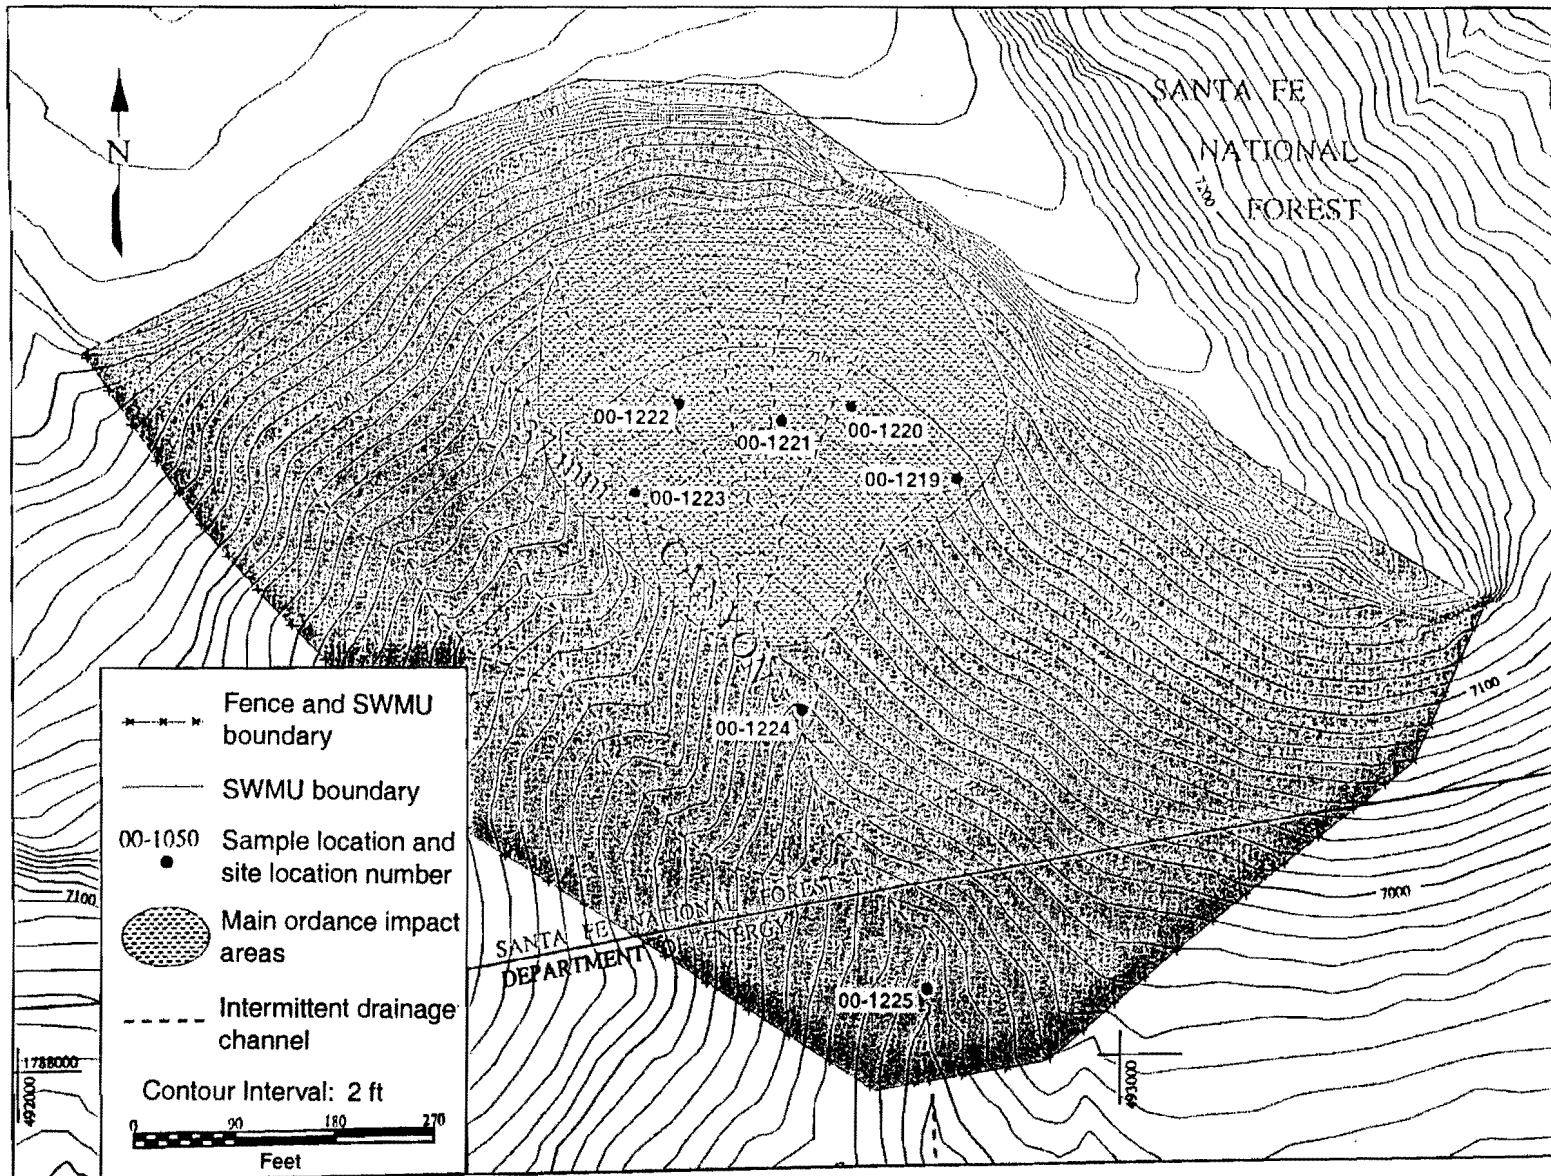 SANTA FE
NATIONAL
FOREST
7200
N
00-1222
00-1221
00-1220
00-1219
00-1223
CANYON
00-1224
7100
7000
7100
SANTA FE NATIONAL FOREST
DEPARTMENT OF ENERGY
00-1225
Fence and SWMU
boundary
SWMU boundary
00-1050
Sample location and
site location number
Main ordance impact
areas
Intermittent drainage
channel
Contour Interval: 2 ft
0 90 180 270
Feet
1788000
492000
493000